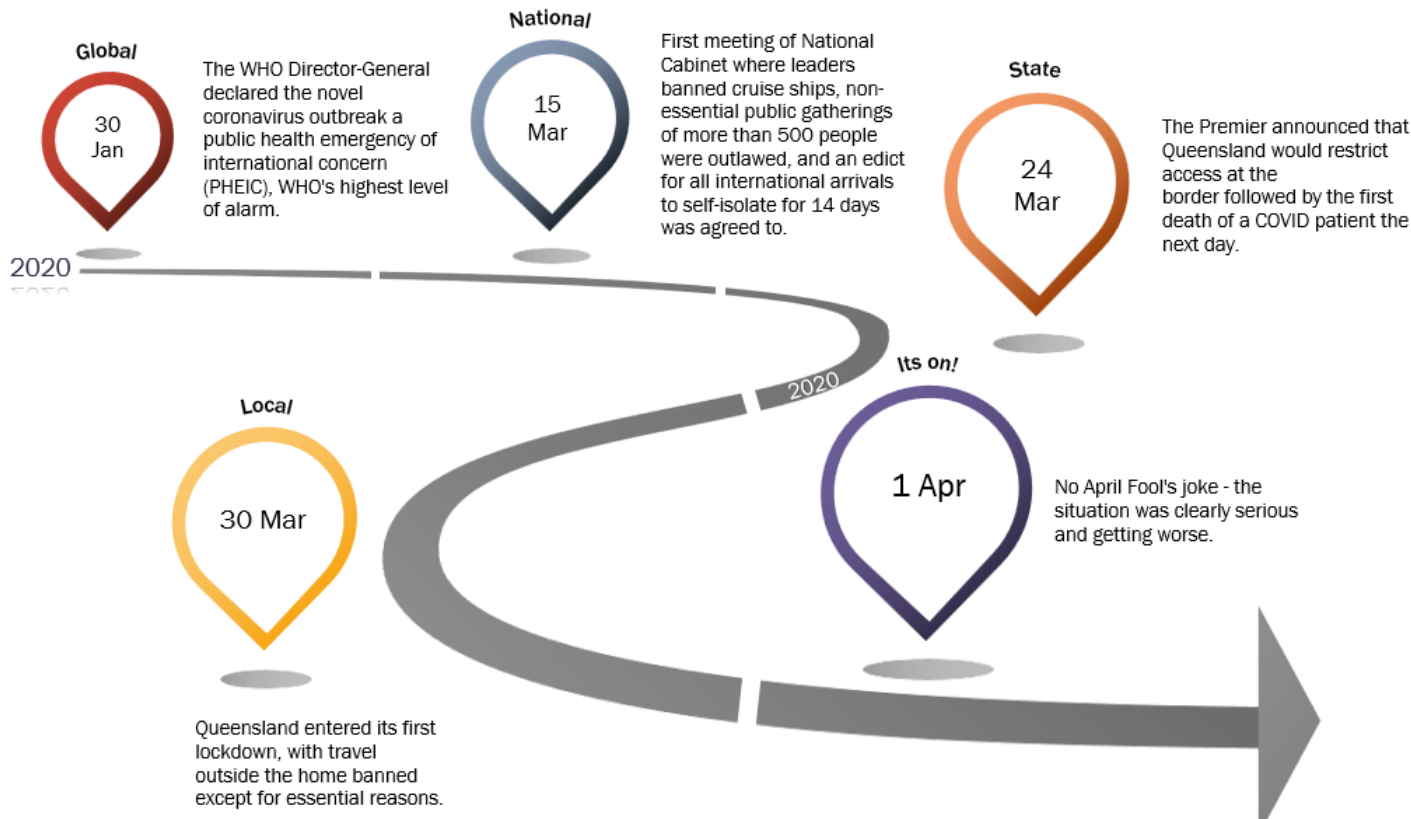 Global
30
Jan
The WHO Director-General
declared the novel
coronavirus outbreak a
public health emergency of
international concern
(PHEIC), WHO's highest level
of alarm.
National
15
Mar
First meeting of National
Cabinet where leaders
banned cruise ships, non-
essential public gatherings
of more than 500 people
were outlawed, and an edict
for all international arrivals
to self-isolate for 14 days
was agreed to.
State
24
Mar
The Premier announced that
Queensland would restrict
access at the
border followed by the first
death of a COVID patient the
next day.
2020
2020
Local
30 Mar
Queensland entered its first
lockdown, with travel
outside the home banned
except for essential reasons.
Its on!
1 Apr
No April Fool's joke - the
situation was clearly serious
and getting worse.